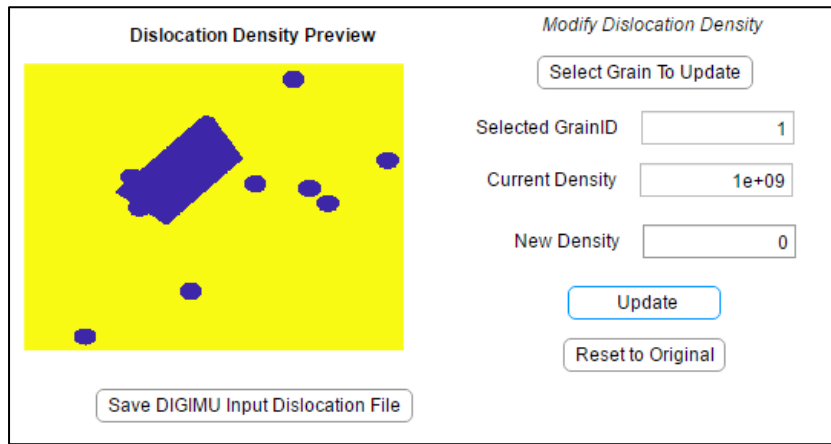 Dislocation Density Preview
Modify Dislocation Density
Select Grain To Update
Selected GrainID 1
Current Density 1e+09
New Density 0
Update
Reset to Original
Save DIGIMU Input Dislocation File